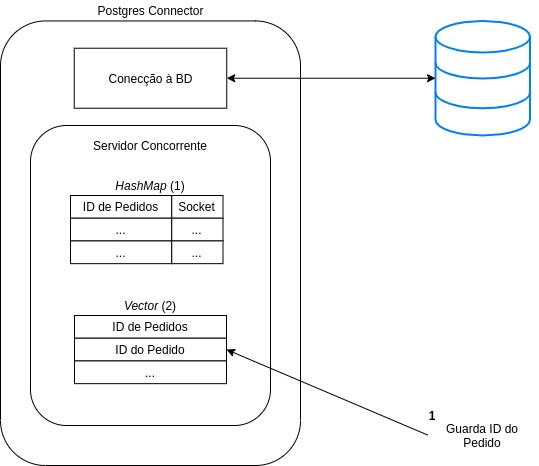 Postgres Connector
Conecção à BD
Servidor Concorrente
HashMap (1)
ID de Pedidos Socket
... ...
... ...
Vector (2)
ID de Pedidos
ID do Pedido
...
1
Guarda ID do
Pedido